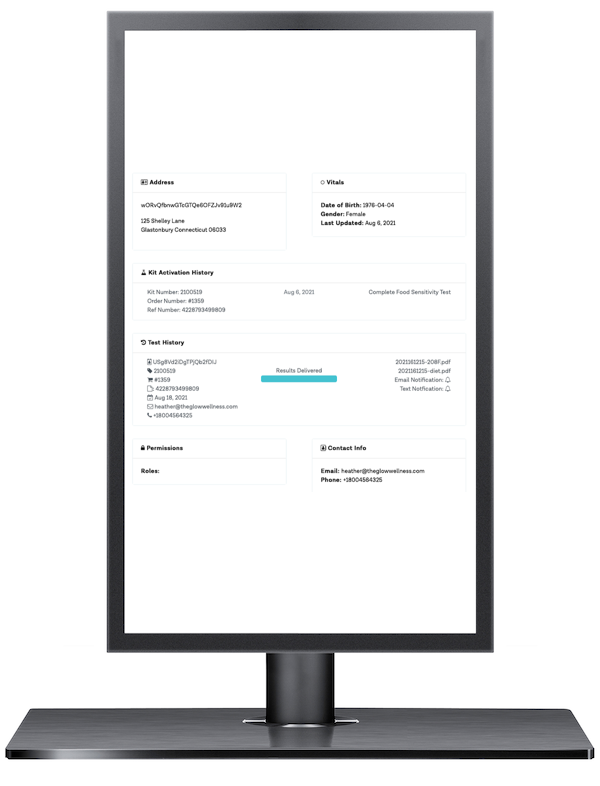 Address
wORvQfbnwGTcGTQe6OFZJv91u9W2
125 Shelley Lane
Glastonbury Connecticut 06033
Vitals
Date of Birth: 1976-04-04
Gender: Female
Last Updated: Aug 6, 2021
Kit Activation History
Kit Number: 2100519
Order Number: #1359
Ref Number: 4228793499809
Aug 6, 2021
Complete Food Sensitivity Test
Test History
USg8Vd2iDgTPjQb2fDiJ
2100519
#1359
4228793499809
Aug 18, 2021
heather@theglowwellness.com
+18004564325
Results Delivered
2021161215-208F.pdf
2021161215-diet.pdf
Email Notification:
Text Notfication:
Permissions
Roles:
Contact Info
Email: heather@theglowwellness.com
Phone: +18004564325